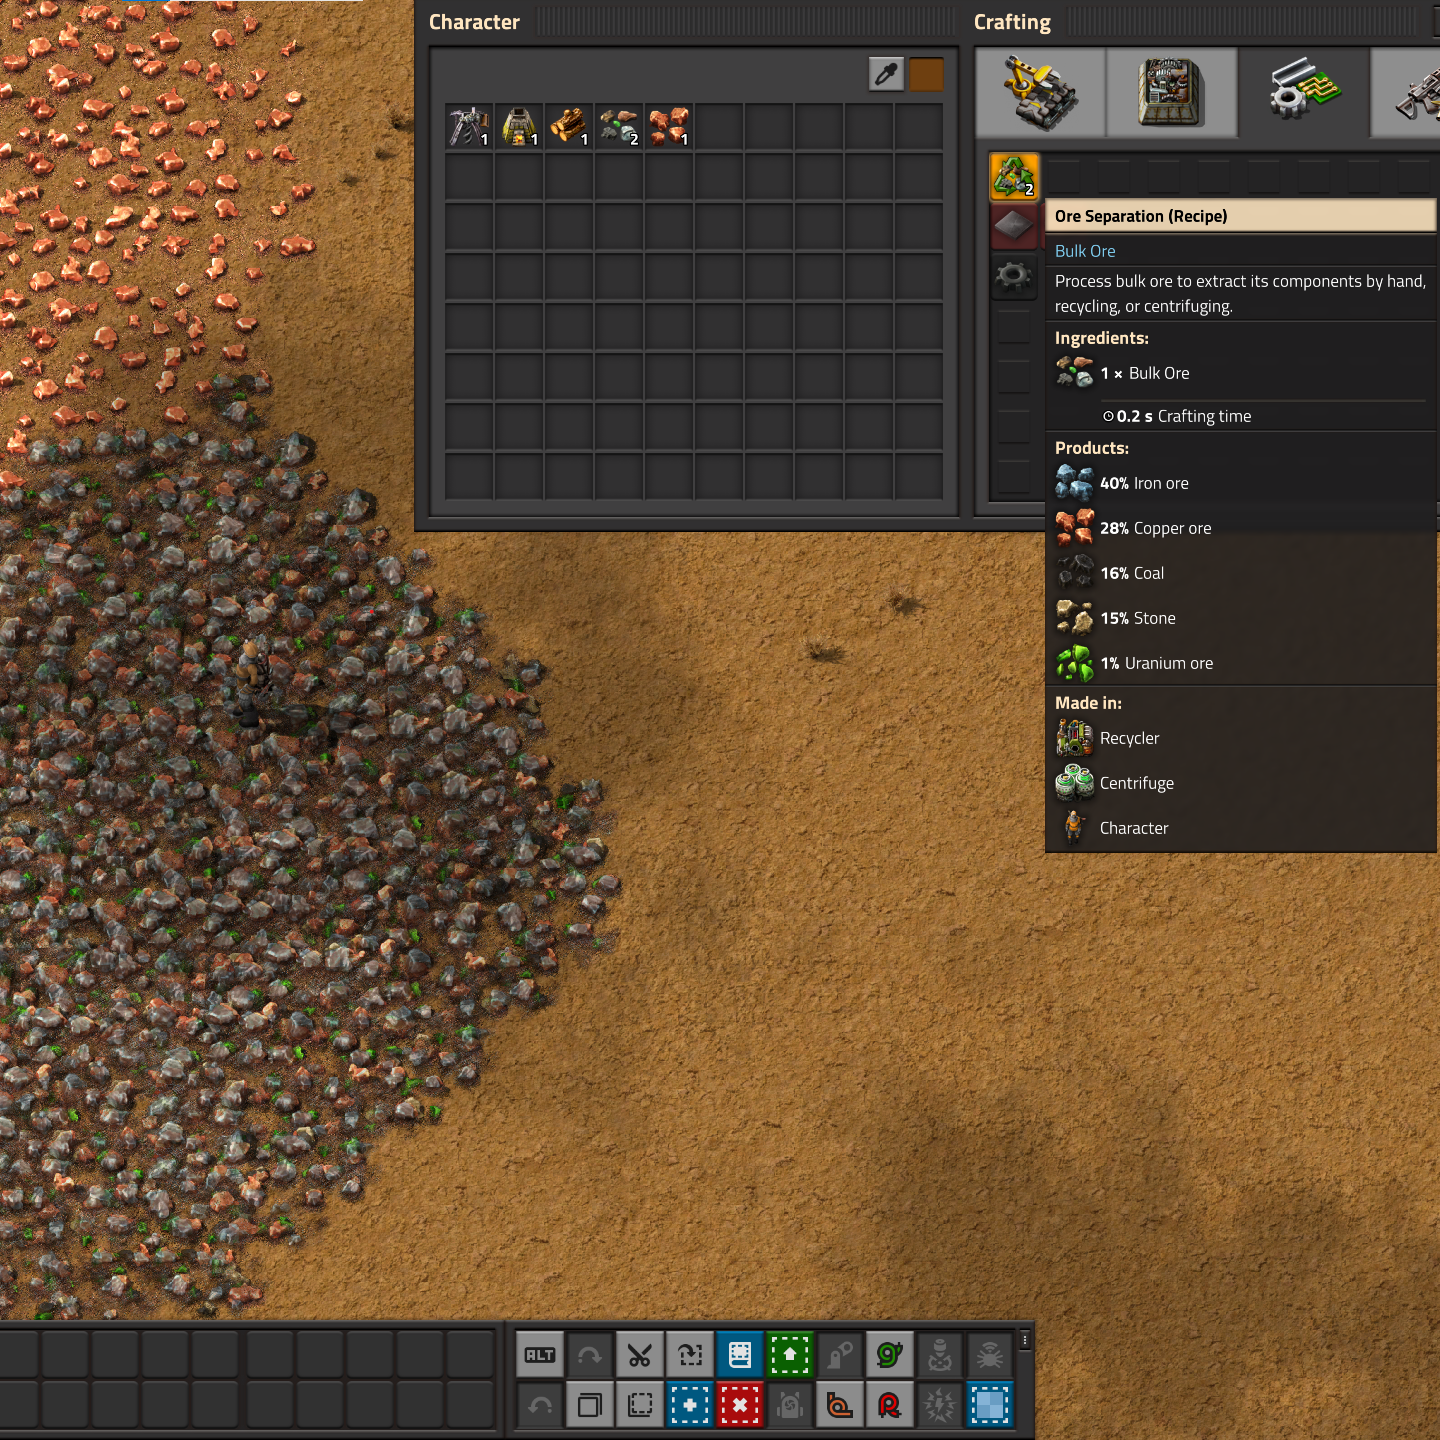 Character
Crafting
1
1
1
2
1
2
Ore Separation (Recipe)
Bulk Ore
Process bulk ore to extract its components by hand,
recycling, or centrifuging.
Ingredients:
1 × Bulk Ore
0.2 s Crafting time
Products:
40% Iron ore
28% Copper ore
16% Coal
15% Stone
1% Uranium ore
Made in:
Recycler
Centrifuge
Character
ALT